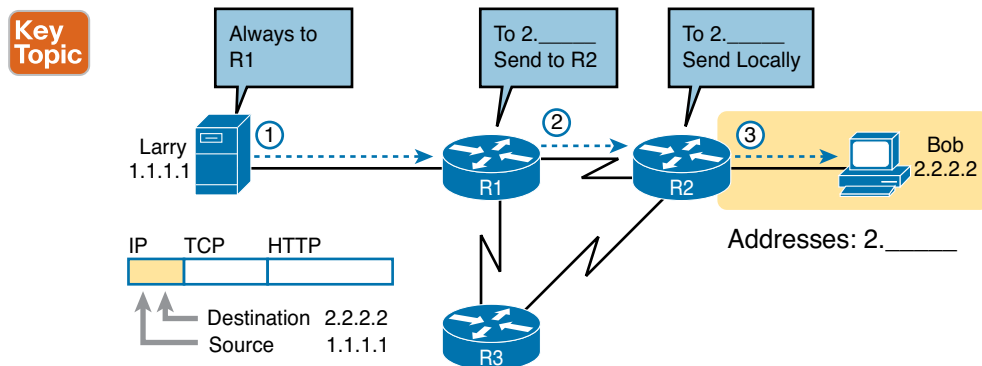 Key
Topic
Always to
R1
To 2._____
Send to R2
To 2._____
Send Locally
1
2
3
Larry
1.1.1.1
R1
R2
Bob
2.2.2.2
Addresses: 2._____
IP TCP HTTP
Destination 2.2.2.2
Source 1.1.1.1
R3